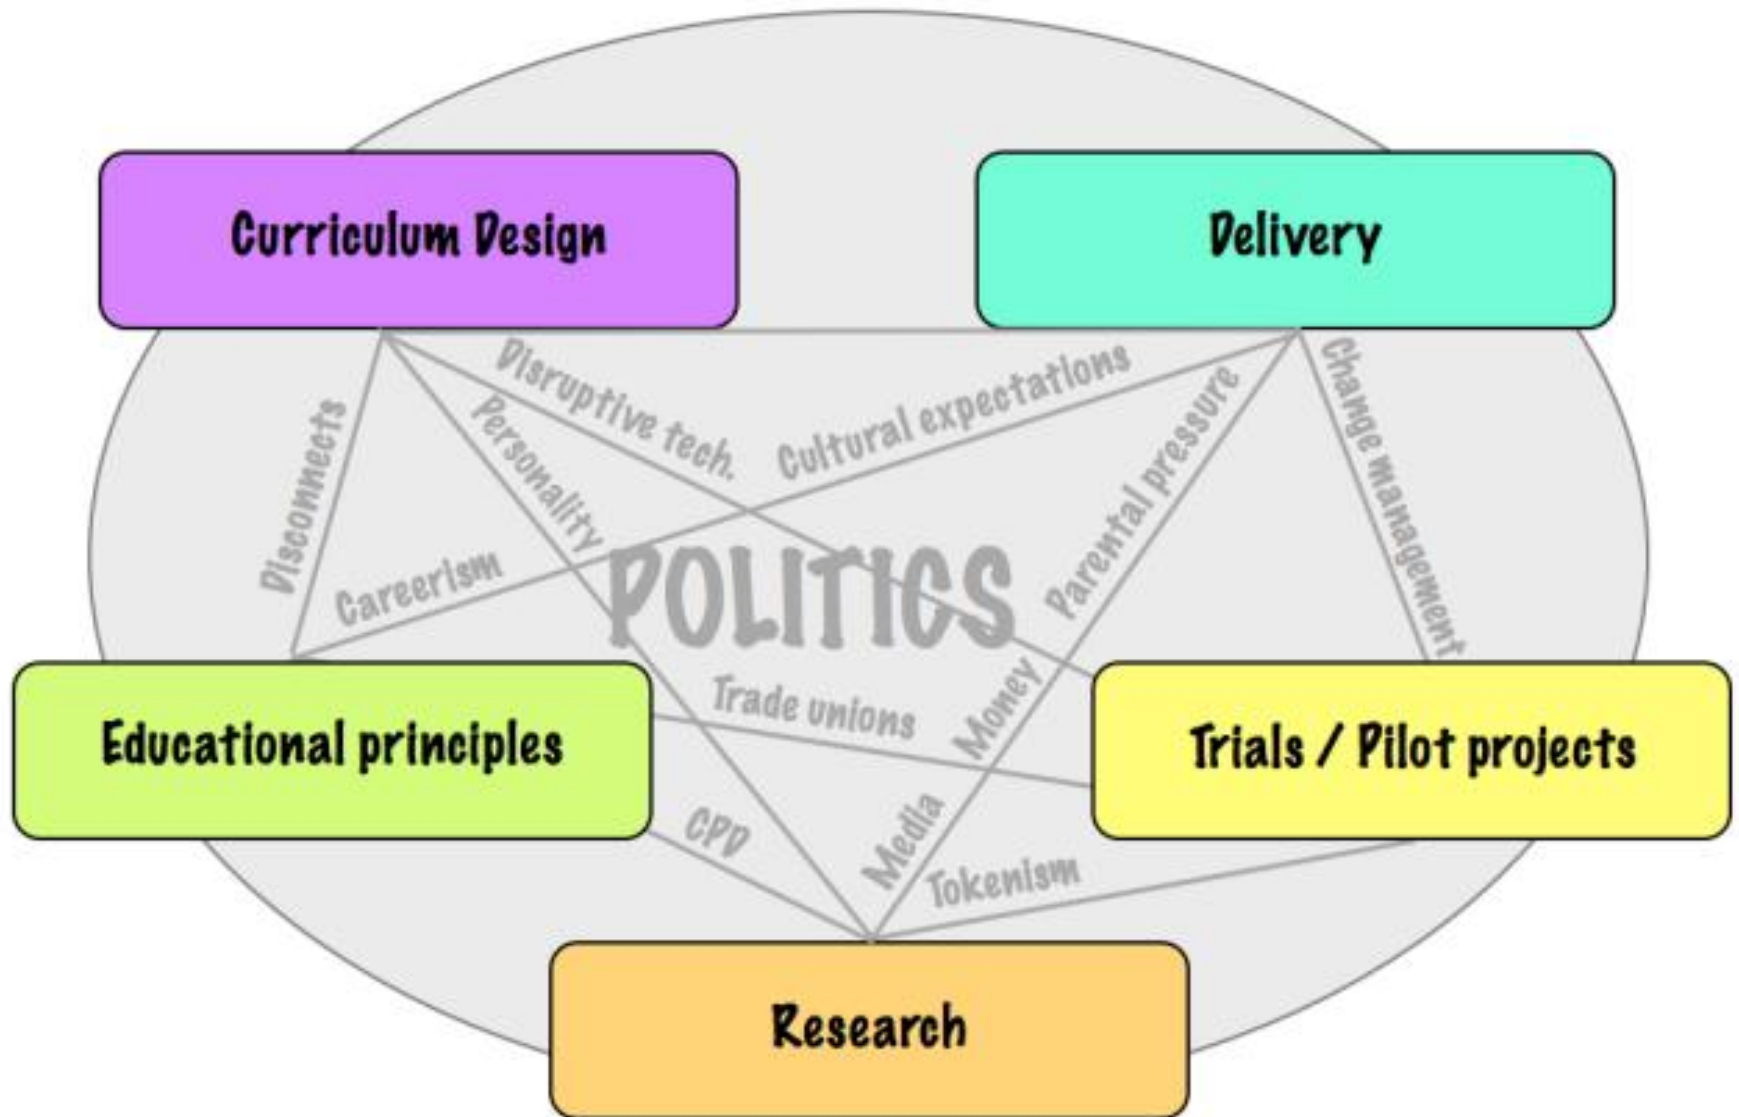 Curriculum Design
Delivery
Disruptive tech.
Cultural expectations
Personality
Disconnects
Careerism
Parental pressure
Change management
POLITICS
Educational principles
Trade unions
Money
Trials / Pilot projects
CPD
Media
Tokenism
Research